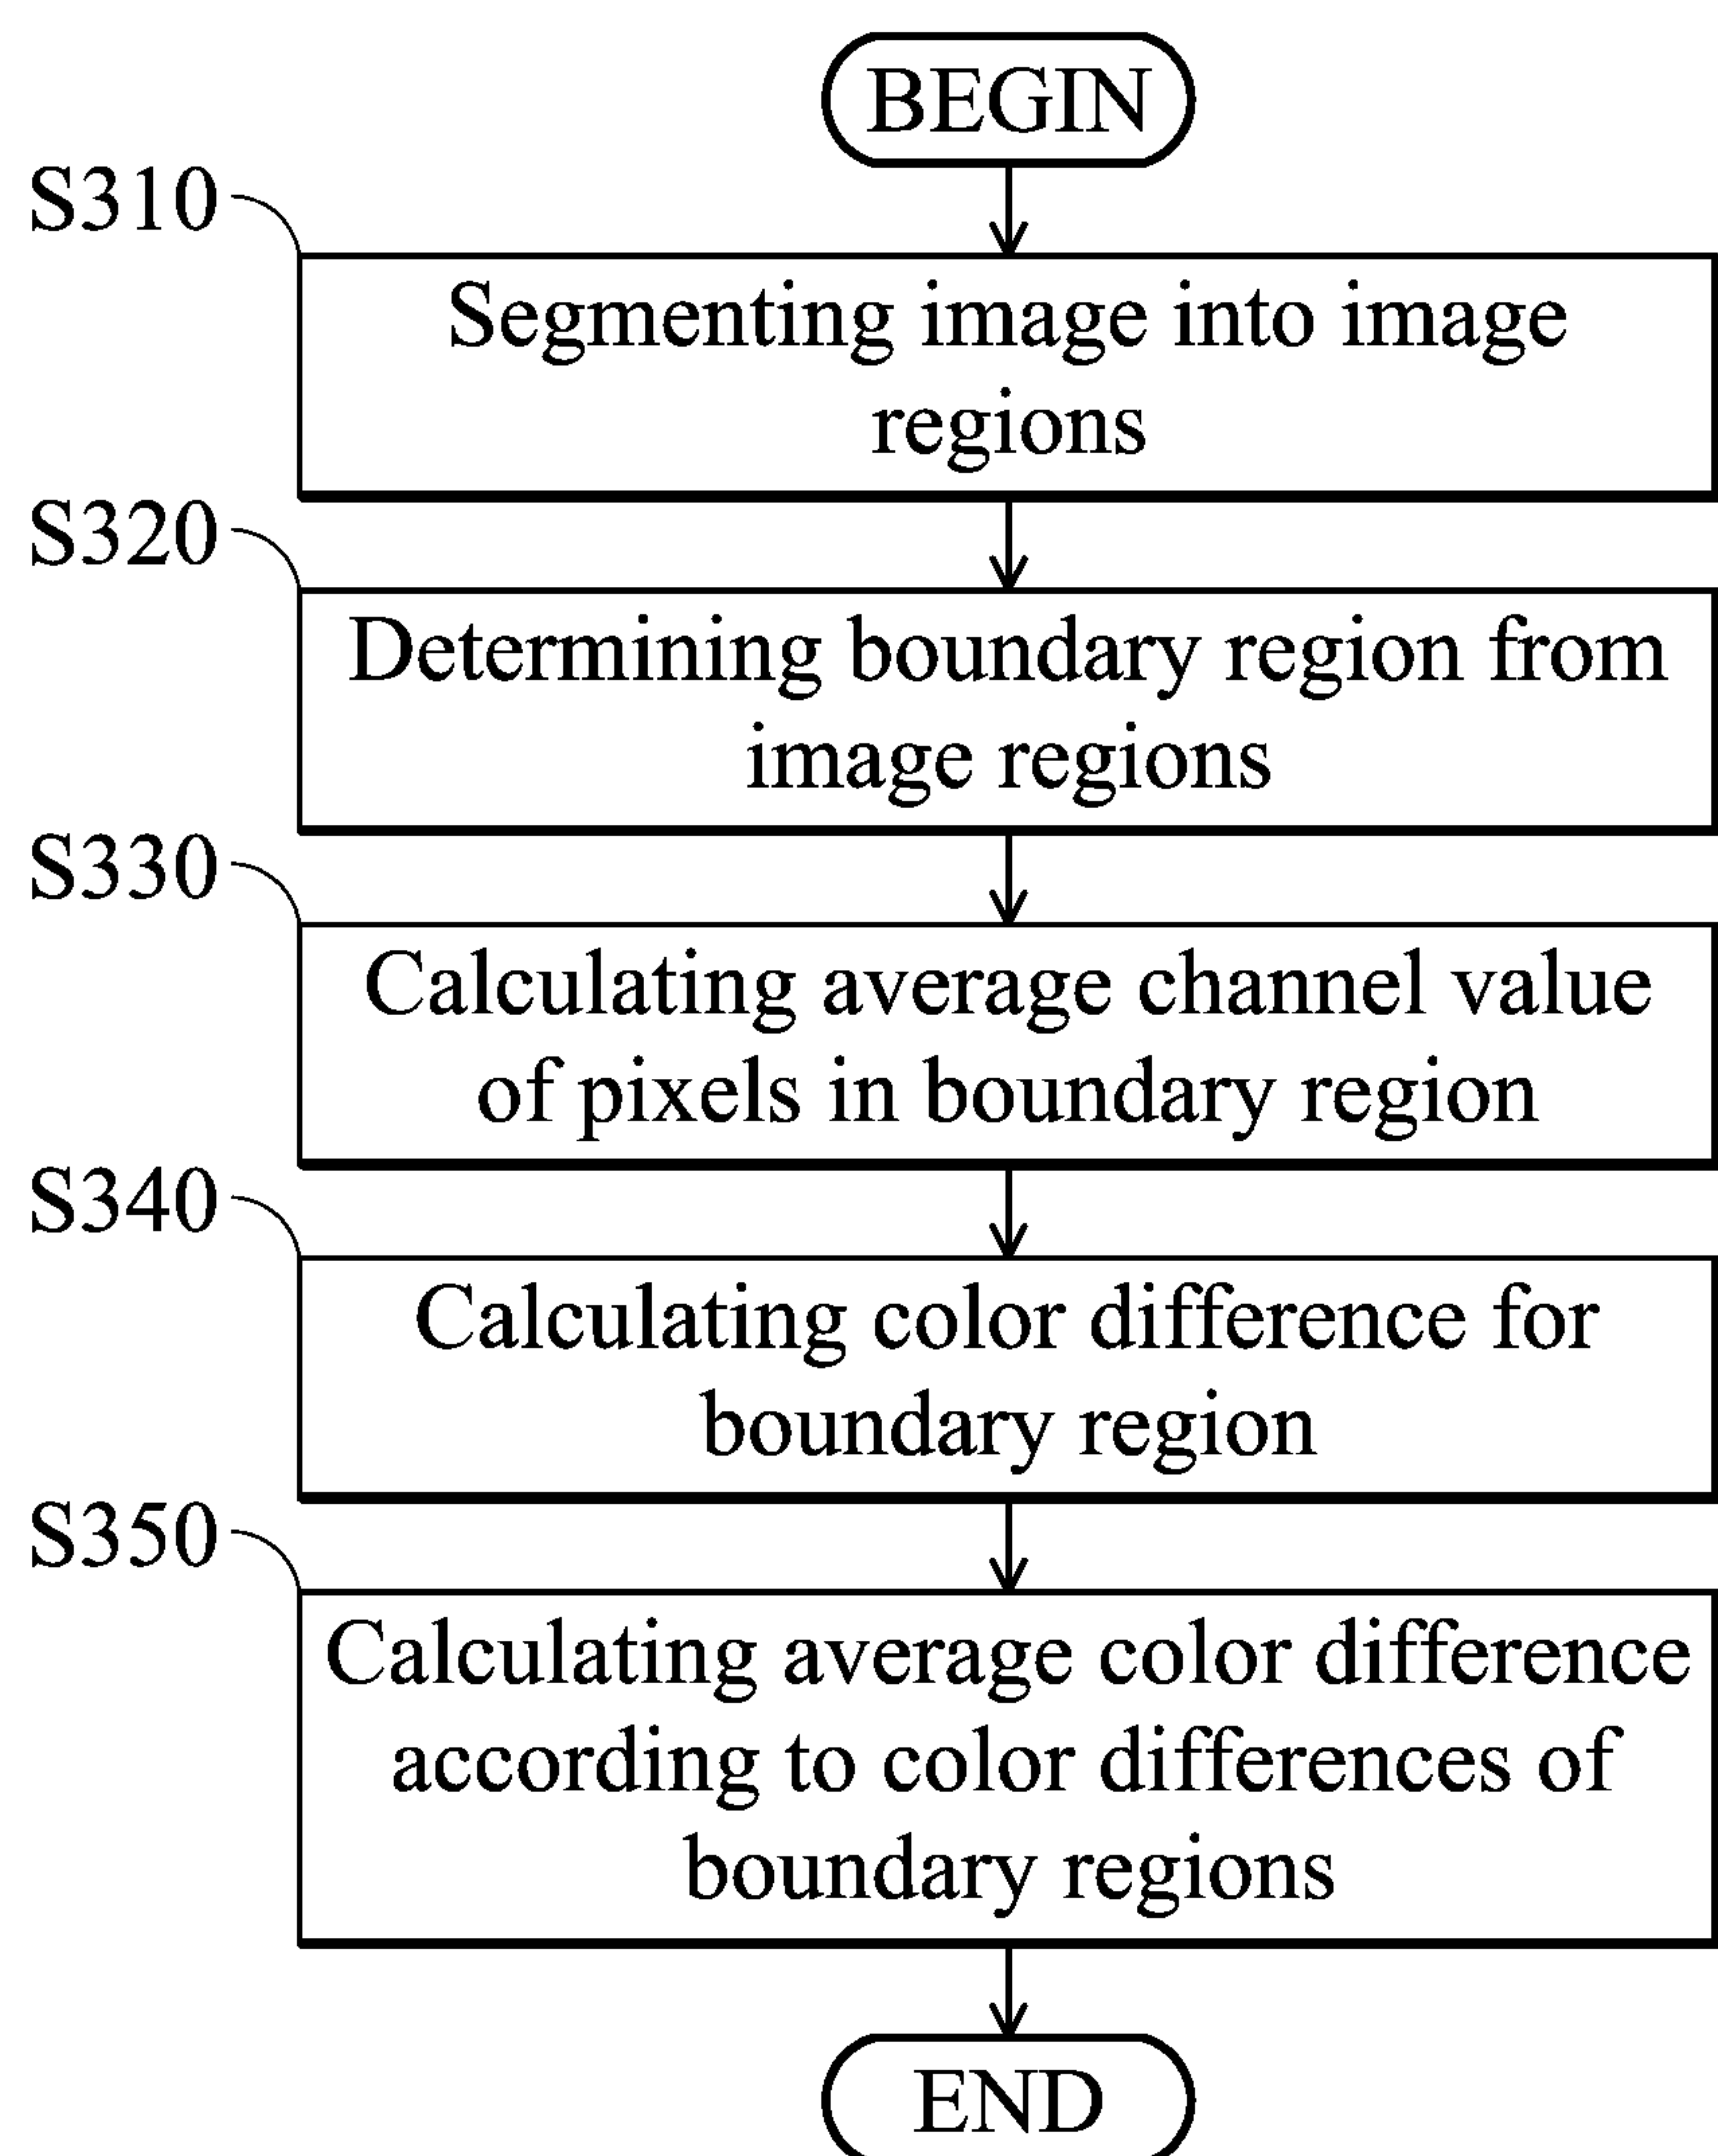 BEGIN
S310
Segmenting image into image
regions
S320
Determining boundary region from
image regions
S330
Calculating average channel value
of pixels in boundary region
S340
Calculating color difference for
boundary region
S350
Calculating average color difference
according to color differences of
boundary regions
END